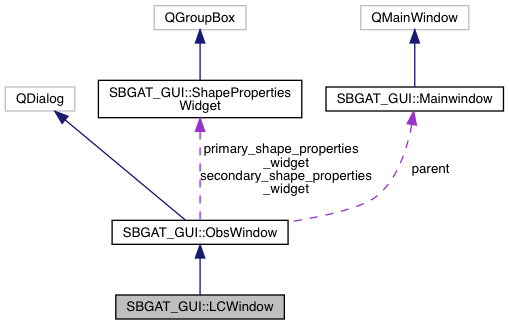 QGroupBox
QMainWindow
QDialog
SBGAT_GUI::ShapeProperties
Widget
SBGAT_GUI::Mainwindow
primary_shape_properties
_widget
secondary_shape_properties
_widget
parent
SBGAT_GUI::ObsWindow
SBGAT_GUI::LCWindow